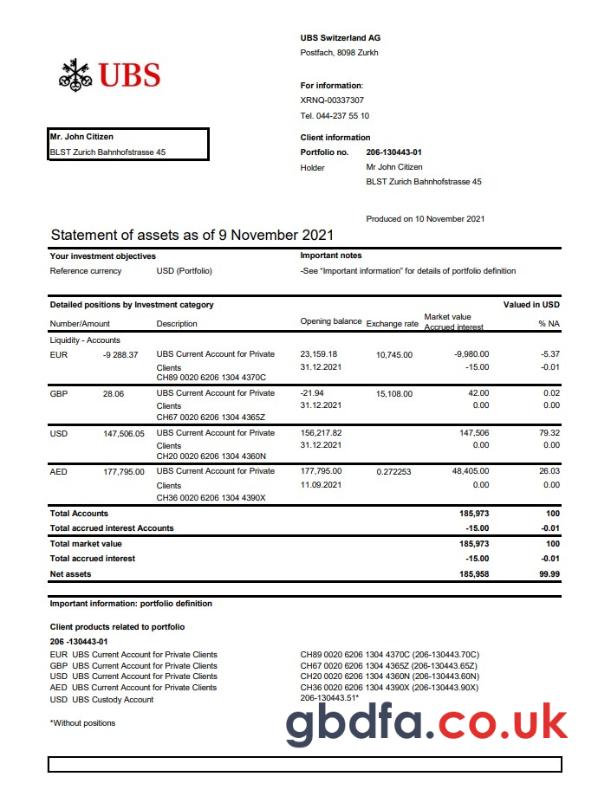 UBS Switzerland AG
Postfach, 8098 Zurkh
UBS
For information:
XRNQ-00337307
Tel. 044-237 55 10
Mr. John Citizen
BLST Zurich Bahnhofstrasse 45
Client information
Portfolio no. 206-130443-01
Holder Mr John Citizen
BLST Zurich Bahnhofstrasse 45
Produced on 10 November 2021
Statement of assets as of 9 November 2021
Your investment objectives Important notes
Reference currency USD (Portfolio) -See "Important information" for details of portfolio definition
Detailed positions by Investment category Valued in USD
Number/Amount Description Opening balance Exchange rate Market value % NA
Accrued interest
Liquidity - Accounts
EUR -9 288.37 UBS Current Account for Private 23,159.18 10,745.00 -9,980.00 -5.37
Clients 31.12.2021 -15.00 -0.01
CH89 0020 6206 1304 4370C
GBP 28.06 UBS Current Account for Private -21.94 15,108.00 42.00 0.02
Clients 31.12.2021 0.00 0.00
CH67 0020 6206 1304 4365Z
USD 147,506.05 UBS Current Account for Private 156,217.82 147,506 79.32
Clients 31.12.2021 0.00 0.00
CH20 0020 6206 1304 4360N
AED 177,795.00 UBS Current Account for Private 177,795.00 0.272253 48,405.00 26.03
Clients 11.09.2021 0.00 0.00
CH36 0020 6206 1304 4390X
Total Accounts 185,973 100
Total accrued interest Accounts -15.00 -0.01
Total market value 185,973 100
Total accrued interest -15.00 -0.01
Net assets 185,958 99.99
Important information: portfolio definition
Client products related to portfolio
206 -130443-01
EUR UBS Current Account for Private Clients CH89 0020 6206 1304 4370C (206-130443.70C)
GBP UBS Current Account for Private Clients CH67 0020 6206 1304 4365Z (206-130443.65Z)
USD UBS Current Account for Private Clients CH20 0020 6206 1304 4360N (206-130443.60N)
AED UBS Current Account for Private Clients CH36 0020 6206 1304 4390X (206-130443.90X)
USD UBS Custody Account 206-130443.51*
*Without positions
gbdfa.co.uk